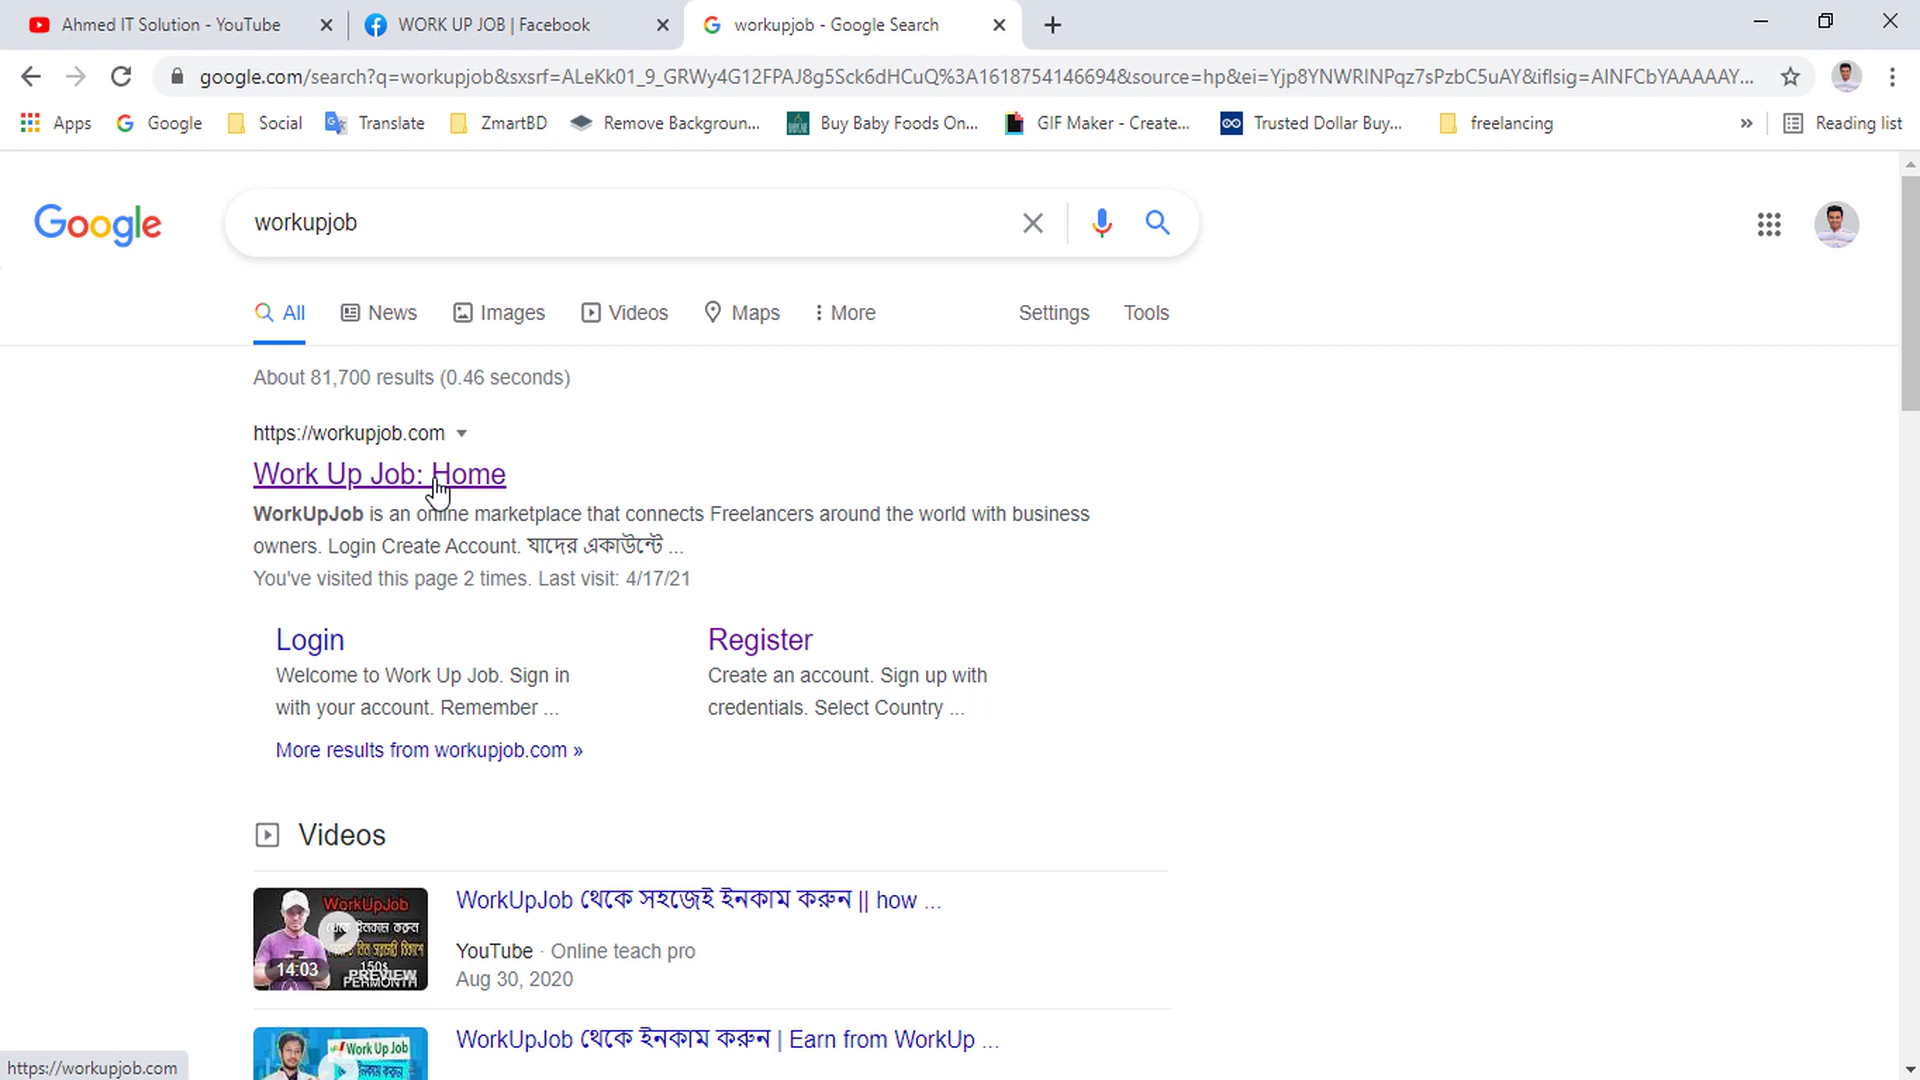 Ahmed IT Solution - YouTube
WORK UP JOB | Facebook
workupjob - Google Search
google.com/search?q=workupjob&sxsrf=ALeKk01_9_GRWy4G12FPAJ8g5Sck6dHCuQ%3A1618754146694&source=hp&ei=Yjp8YNWRINPqz7sPzbC5uAY&iflsig=AINFCbYAAAAAY...
Apps
Google
Social
Translate
ZmartBD
Remove Backgroun...
Buy Baby Foods On...
GIF Maker - Create...
Trusted Dollar Buy...
freelancing
»
Reading list
Google
workupjob
All
News
Images
Videos
Maps
More
Settings
Tools
About 81,700 results (0.46 seconds)
https://workupjob.com
Work Up Job: Home
WorkUpJob is an online marketplace that connects Freelancers around the world with business
owners. Login Create Account. যাদের একাউন্টে ...
You've visited this page 2 times. Last visit: 4/17/21
Login
Register
Welcome to Work Up Job. Sign in
with your account. Remember ...
Create an account. Sign up with
credentials. Select Country ...
More results from workupjob.com »
Videos
WorkUpJob
থেকে ইনকাম করুন
150$
PERMONTH
14:03
PREVIEW
WorkUpJob থেকে সহজেই ইনকাম করুন || how ...
YouTube · Online teach pro
Aug 30, 2020
Work Up Job
WorkUpJob থেকে ইনকাম করুন | Earn from WorkUp ...
https://workupjob.com